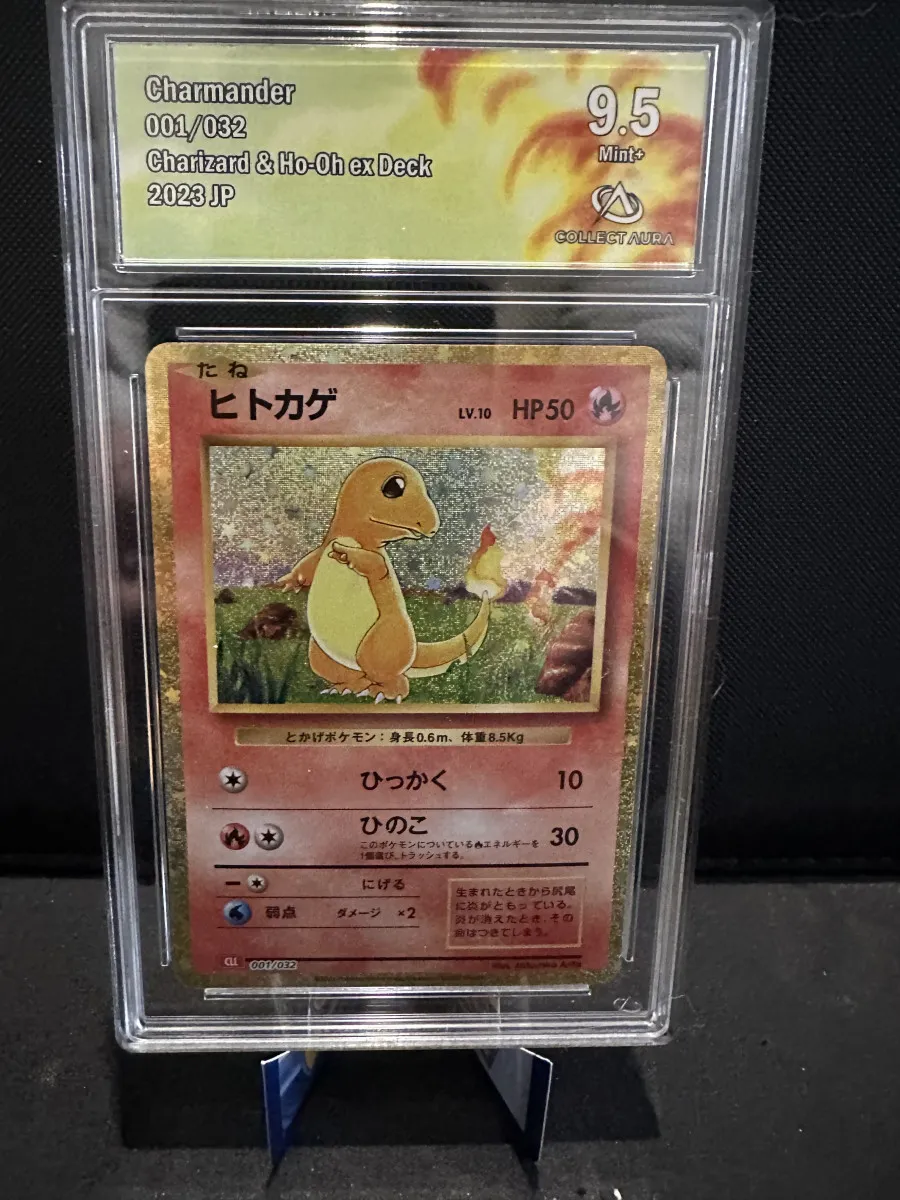 Charmander
001/032
Charizard & Ho-Oh ex Deck
2023 JP
9.5
Mint+
COLLECT AURA
たね
ヒトカゲ
LV.10 HP50
とかげポケモン：身長0.6m、体重8.5Kg
ひっかく 10
ひのこ 30
このポケモンについている エネルギーを
1個選び、トラッシュする。
にげる
弱点 ダメージ ×2
生まれたときから尻尾
に炎がともっている。
炎が消えたとき、その
命はつきてしまう。
CLL 001/032